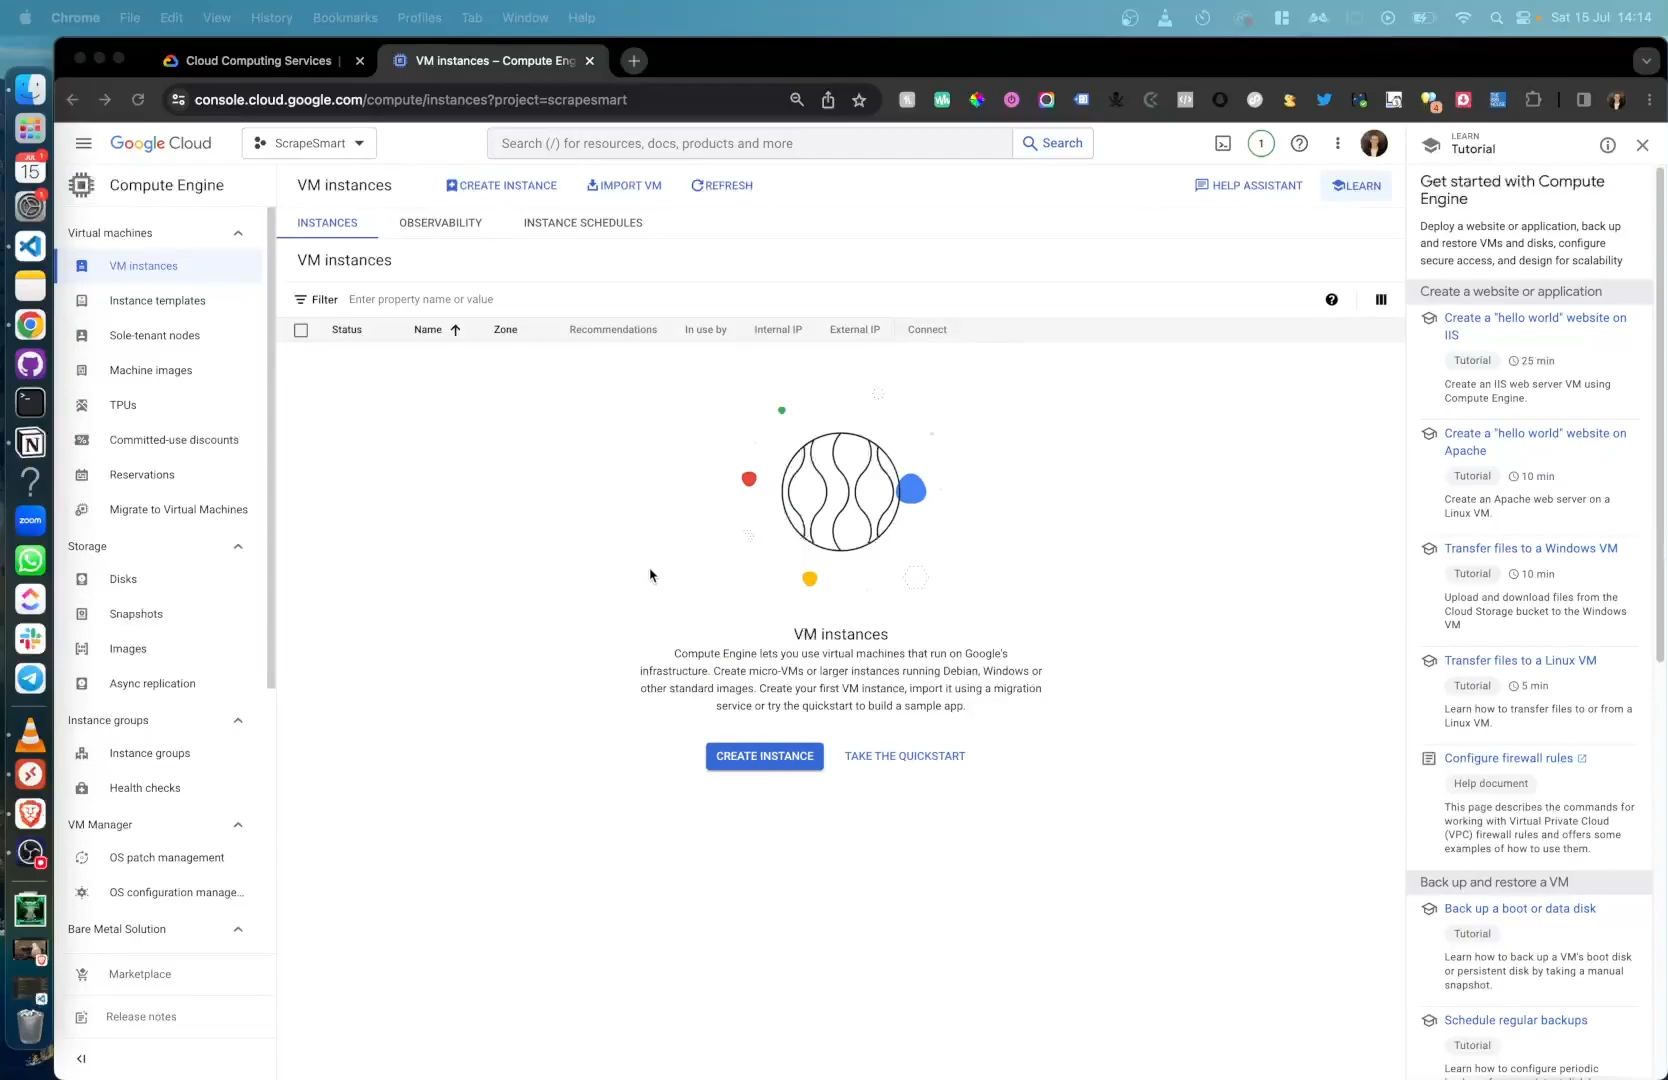 Chrome File Edit View History Bookmarks Profiles Tab Window Help
Sat 15 Jul 14:14
Cloud Computing Services
VM instances – Compute Eng
console.cloud.google.com/compute/instances?project=scrapesmart
Google Cloud
ScrapeSmart
Search (/) for resources, docs, products and more
Search
1
Compute Engine
Virtual machines
VM instances
Instance templates
Sole-tenant nodes
Machine images
TPUs
Committed-use discounts
Reservations
Migrate to Virtual Machines
Storage
Disks
Snapshots
Images
Async replication
Instance groups
Instance groups
Health checks
VM Manager
OS patch management
OS configuration manage...
Bare Metal Solution
Marketplace
Release notes
VM instances
CREATE INSTANCE
IMPORT VM
REFRESH
HELP ASSISTANT
LEARN
INSTANCES
OBSERVABILITY
INSTANCE SCHEDULES
VM instances
Filter Enter property name or value
Status Name Zone Recommendations In use by Internal IP External IP Connect
VM instances
Compute Engine lets you use virtual machines that run on Google's
infrastructure. Create micro-VMs or larger instances running Debian, Windows or
other standard images. Create your first VM instance, import it using a migration
service or try the quickstart to build a sample app.
CREATE INSTANCE
TAKE THE QUICKSTART
LEARN
Tutorial
Get started with Compute
Engine
Deploy a website or application, back up
and restore VMs and disks, configure
secure access, and design for scalability
Create a website or application
Create a "hello world" website on
IIS
Tutorial 25 min
Create an IIS web server VM using
Compute Engine.
Create a "hello world" website on
Apache
Tutorial 10 min
Create an Apache web server on a
Linux VM.
Transfer files to a Windows VM
Tutorial 10 min
Upload and download files from the
Cloud Storage bucket to the Windows
VM
Transfer files to a Linux VM
Tutorial 5 min
Learn how to transfer files to or from a
Linux VM.
Configure firewall rules
Help document
This page describes the commands for
working with Virtual Private Cloud
(VPC) firewall rules and offers some
examples of how to use them.
Back up and restore a VM
Back up a boot or data disk
Tutorial
Learn how to back up a VM's boot disk
or persistent disk by taking a manual
snapshot.
Schedule regular backups
Tutorial
Learn how to configure periodic
JUL
15
zoom